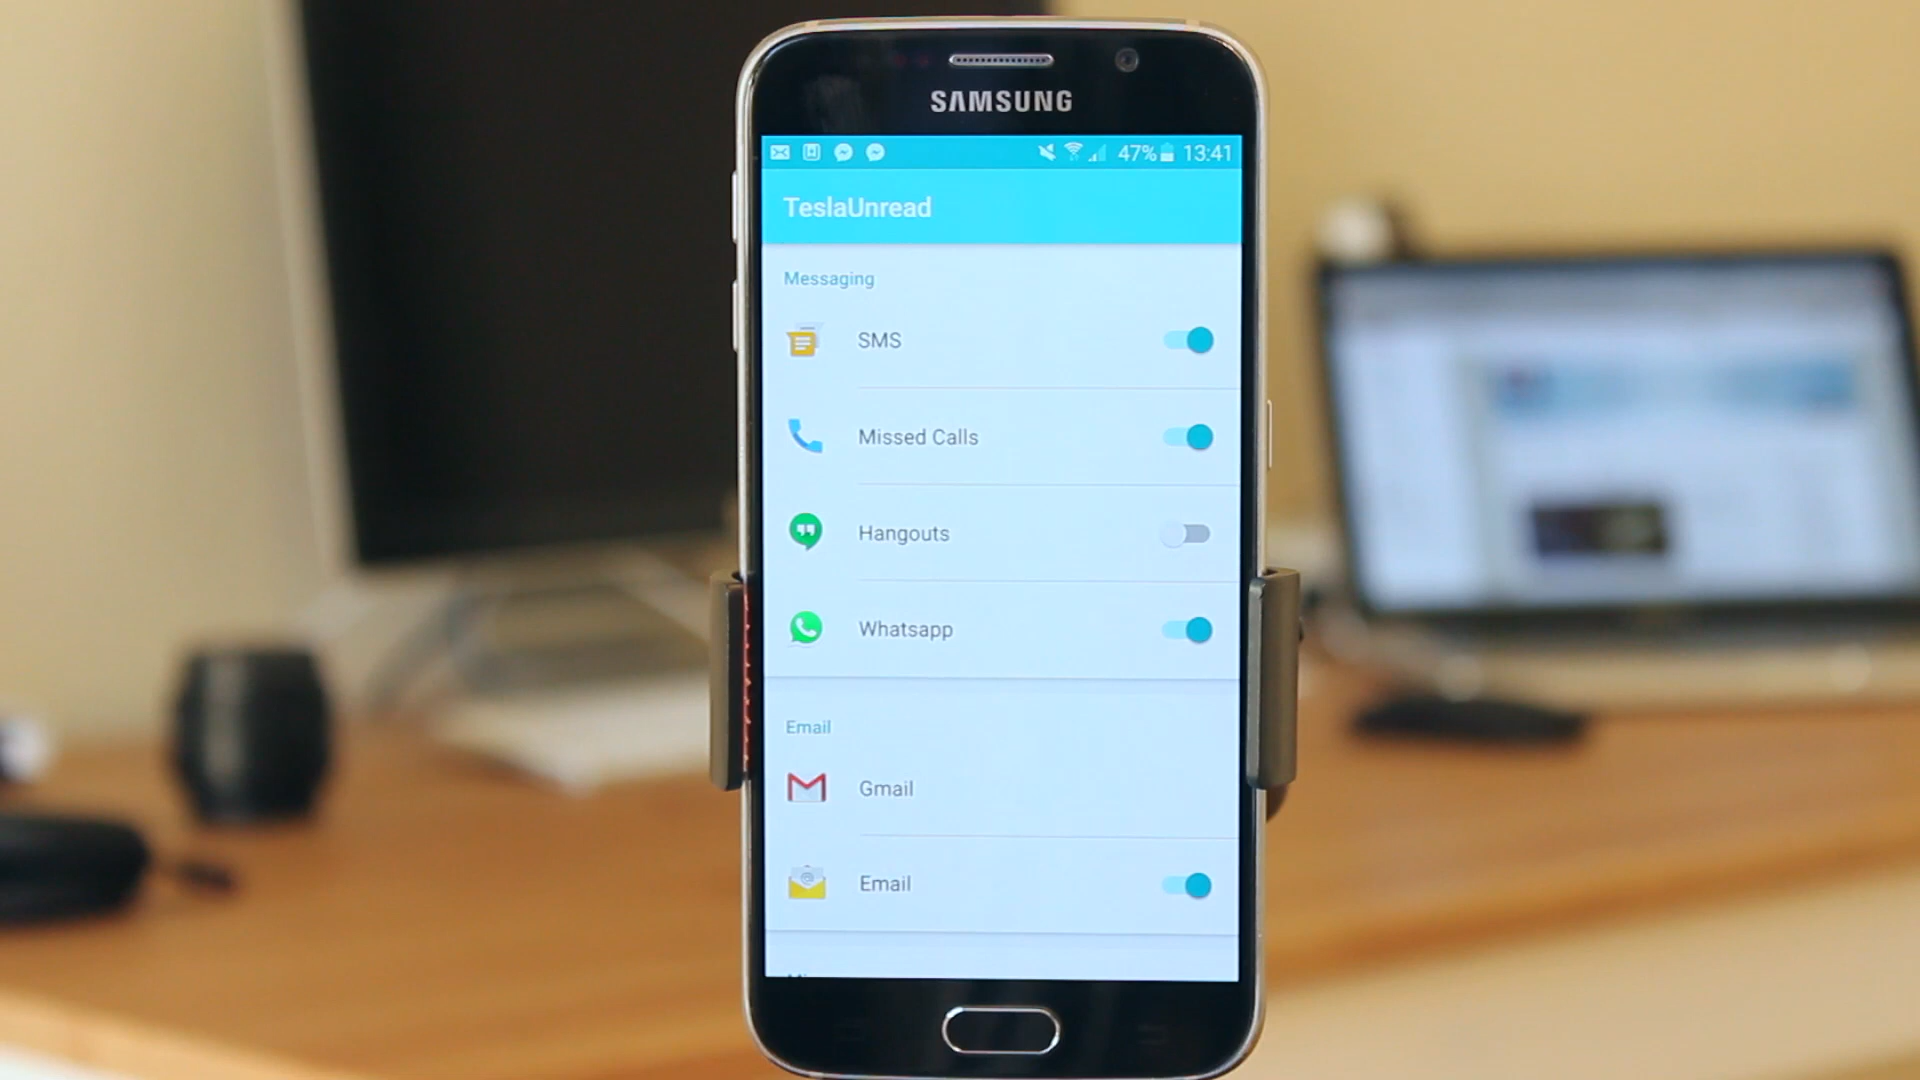 SAMSUNG
47% 13:41
TeslaUnread
Messaging
SMS
Missed Calls
Hangouts
Whatsapp
Email
Gmail
Email